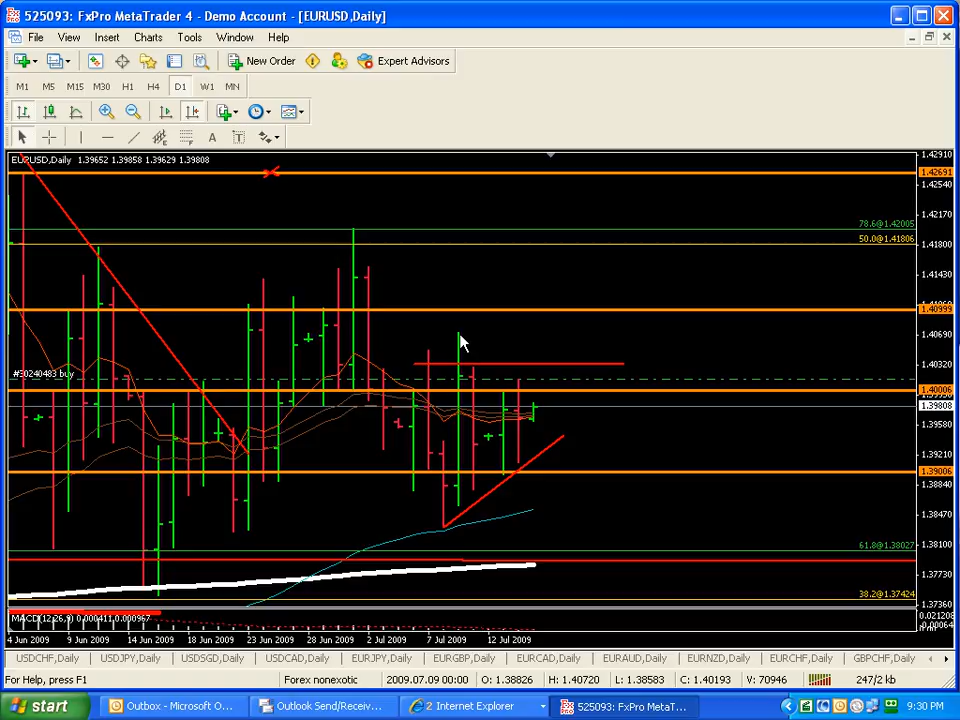 525093: FxPro MetaTrader 4 - Demo Account - [EURUSD,Daily]
File View Insert Charts Tools Window Help
New Order Expert Advisors
M1 M5 M15 M30 H1 H4 D1 W1 MN
A T
EURUSD,Daily 1.39652 1.39858 1.39629 1.39808
1.42910
1.42691
1.42540
78.6@1.42005
1.42170
50.0@1.41806
1.41800
1.41430
1.40999
1.40690
1.40320
#30240483 buy
1.40006
1.39808
1.39580
1.39210
1.39006
1.38840
1.38470
61.8@1.38027
1.38100
1.37730
38.2@1.37424
1.37360
MACD(12,26,9) 0.000411 0.000967
0.021208
4 Jun 2009 9 Jun 2009 14 Jun 2009 18 Jun 2009 23 Jun 2009 28 Jun 2009 2 Jul 2009 7 Jul 2009 12 Jul 2009
USDCHF,Daily USDJPY,Daily USDSGD,Daily USDCAD,Daily EURJPY,Daily EURGBP,Daily EURCAD,Daily EURAUD,Daily EURNZD,Daily EURCHF,Daily GBPCHF,Daily
For Help, press F1 Forex nonexotic 2009.07.09 00:00 O: 1.38826 H: 1.40720 L: 1.38583 C: 1.40193 V: 70946 247/2 kb
start Outbox - Microsoft O... Outlook Send/Receiv... 2 Internet Explorer 525093: FxPro MetaT... 9:30 PM